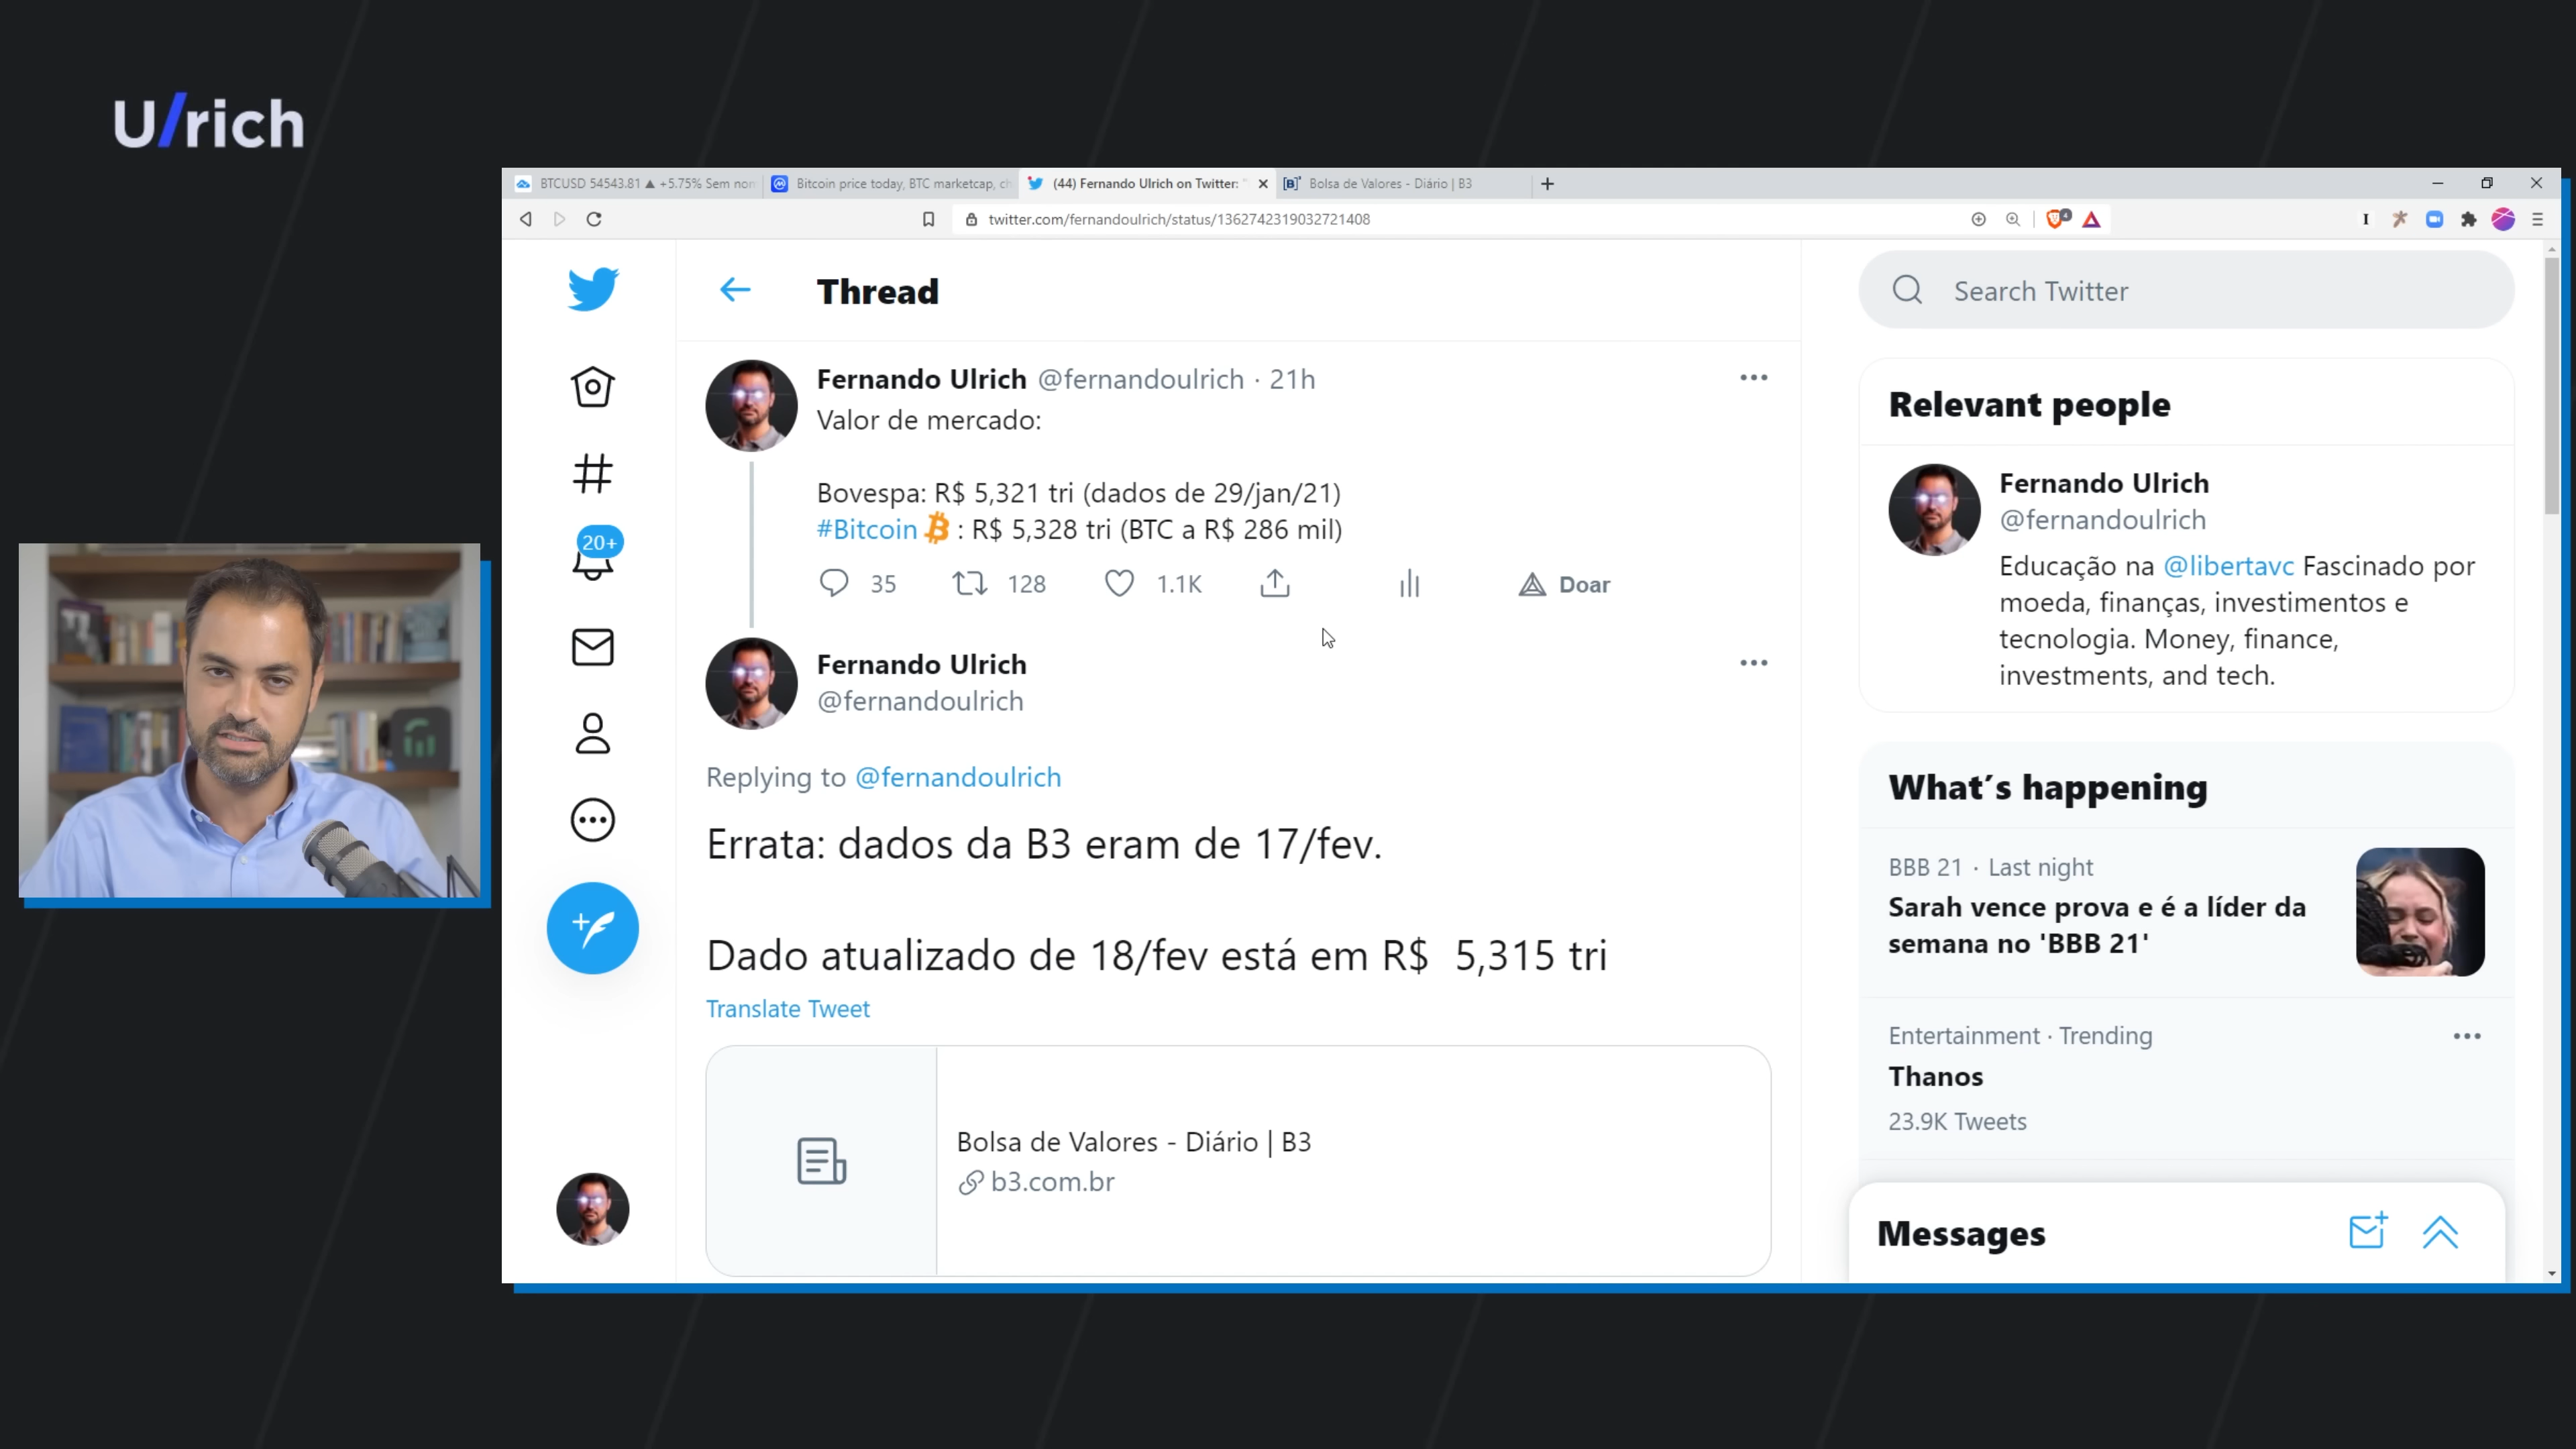 U/rich
BTCUSD 54543.81 ▲ +5.75% Sem nom
Bitcoin price today, BTC marketcap, ch
(44) Fernando Ulrich on Twitter: "
[B]³ Bolsa de Valores - Diário | B3
twitter.com/fernandoulrich/status/1362742319032721408
4
Thread
Search Twitter
Fernando Ulrich @fernandoulrich · 21h
Valor de mercado:
Bovespa: R$ 5,321 tri (dados de 29/jan/21)
#Bitcoin : R$ 5,328 tri (BTC a R$ 286 mil)
35 128 1.1K Doar
20+
Fernando Ulrich
@fernandoulrich
Replying to @fernandoulrich
Errata: dados da B3 eram de 17/fev.
Dado atualizado de 18/fev está em R$ 5,315 tri
Translate Tweet
Bolsa de Valores - Diário | B3
b3.com.br
Relevant people
Fernando Ulrich
@fernandoulrich
Educação na @libertavc Fascinado por
moeda, finanças, investimentos e
tecnologia. Money, finance,
investments, and tech.
What's happening
BBB 21 · Last night
Sarah vence prova e é a líder da
semana no 'BBB 21'
Entertainment · Trending
Thanos
23.9K Tweets
Messages